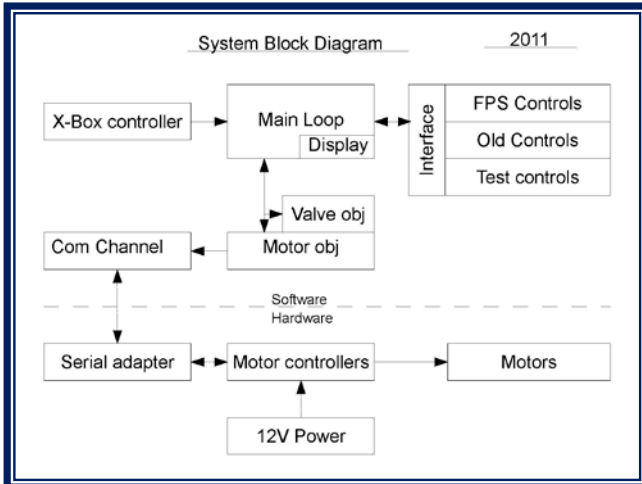 System Block Diagram
2011
X-Box controller
Main Loop
Display
Interface
FPS Controls
Old Controls
Test controls
Valve obj
Motor obj
Com Channel
Software
Hardware
Serial adapter
Motor controllers
Motors
12V Power